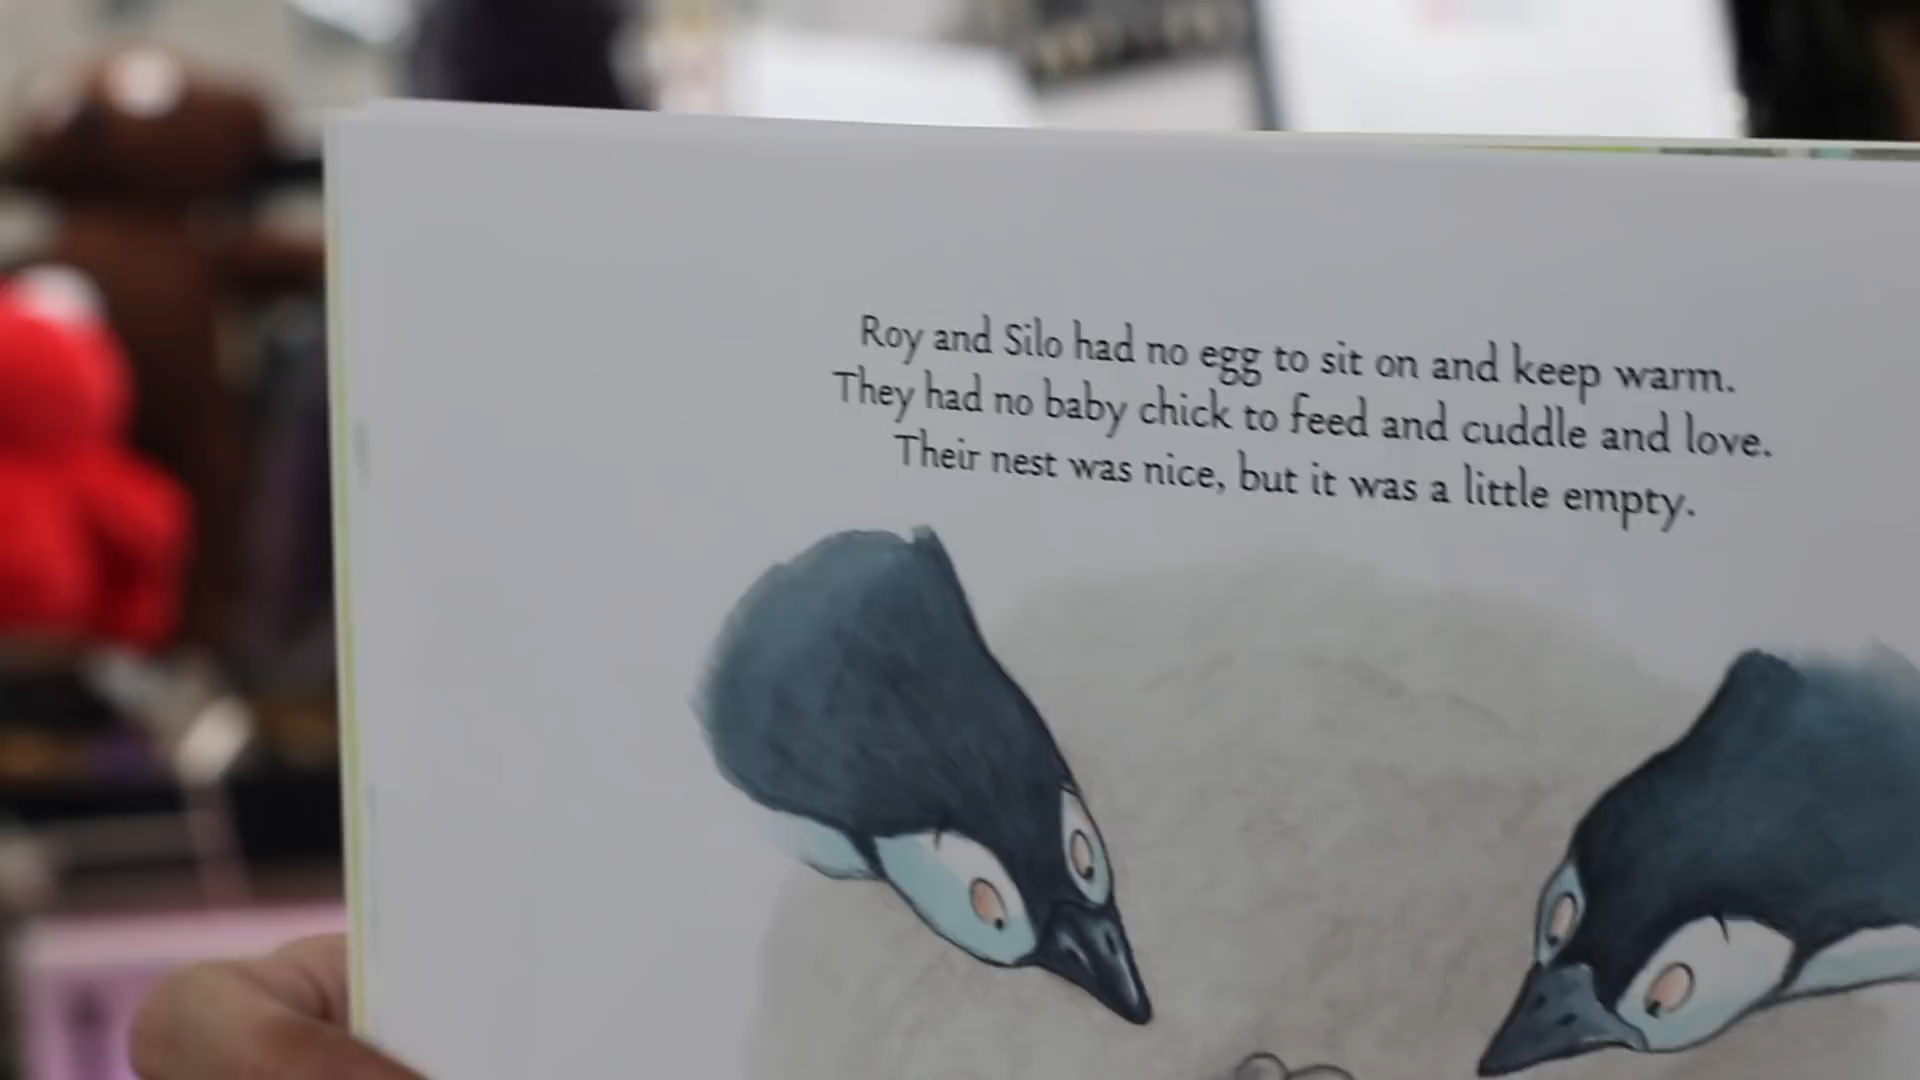 Roy and Silo had no egg to sit on and keep warm.
They had no baby chick to feed and cuddle and love.
Their nest was nice, but it was a little empty.